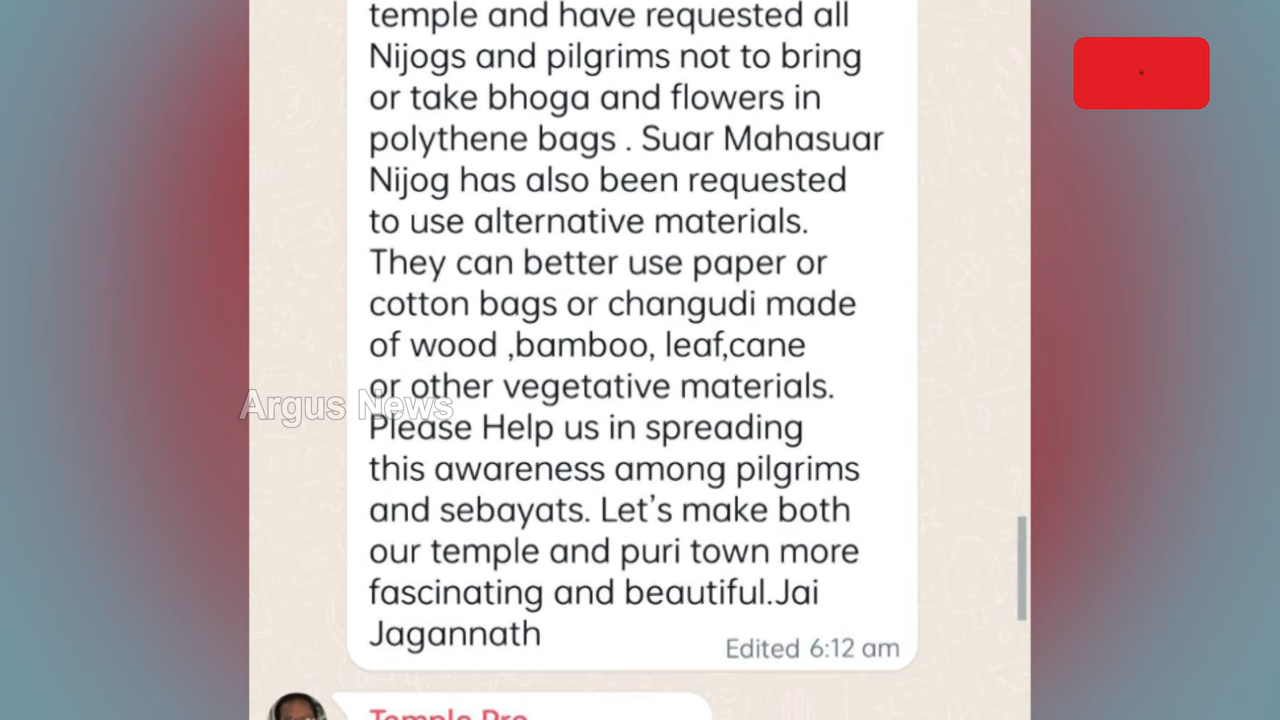 temple and have requested all
Nijogs and pilgrims not to bring
or take bhoga and flowers in
polythene bags . Suar Mahasuar
Nijog has also been requested
to use alternative materials.
They can better use paper or
cotton bags or changudi made
of wood ,bamboo, leaf,cane
or other vegetative materials.
Argus News
Please Help us in spreading
this awareness among pilgrims
and sebayats. Let's make both
our temple and puri town more
fascinating and beautiful.Jai
Jagannath
Edited 6:12 am
Temple Pro